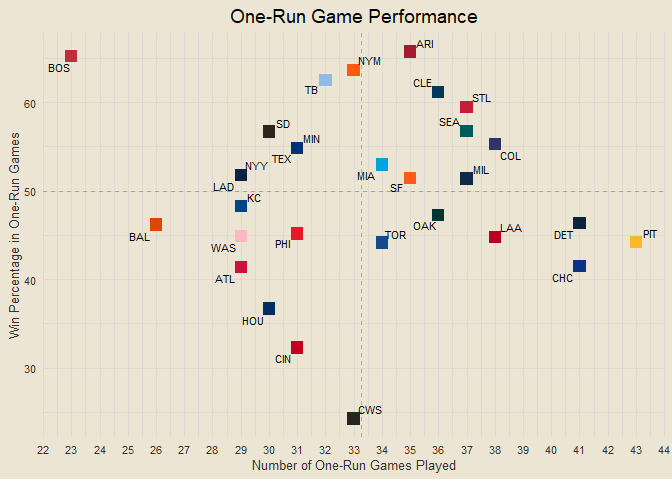 One-Run Game Performance
ARI
BOS
NYM
TB
CLE
STL
SD
SEA
MIN
COL
TEX
NYY
MIA
MIL
LAD
SF
KC
BAL
WAS
PHI
TOR
OAK
LAA
DET
PIT
ATL
CHC
HOU
CIN
CWS
Win Percentage in One-Run Games
60
50
40
30
22 23 24 25 26 27 28 29 30 31 32 33 34 35 36 37 38 39 40 41 42 43 44
Number of One-Run Games Played